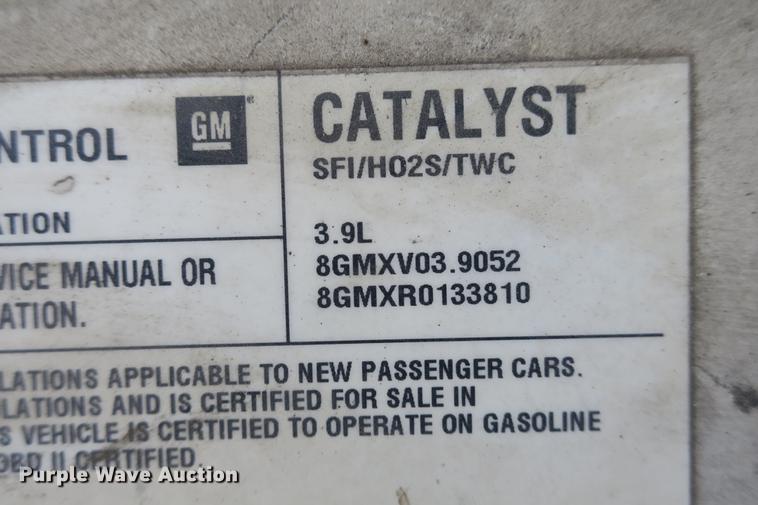 NTROL
GM
ATION
VICE MANUAL OR
ATION.
CATALYST
SFI/HO2S/TWC
3.9L
8GMXV03.9052
8GMXR0133810
LATIONS APPLICABLE TO NEW PASSENGER CARS.
LATIONS AND IS CERTIFIED FOR SALE IN
S VEHICLE IS CERTIFIED TO OPERATE ON GASOLINE
OBD II CERTIFIED
Purple Wave Auction